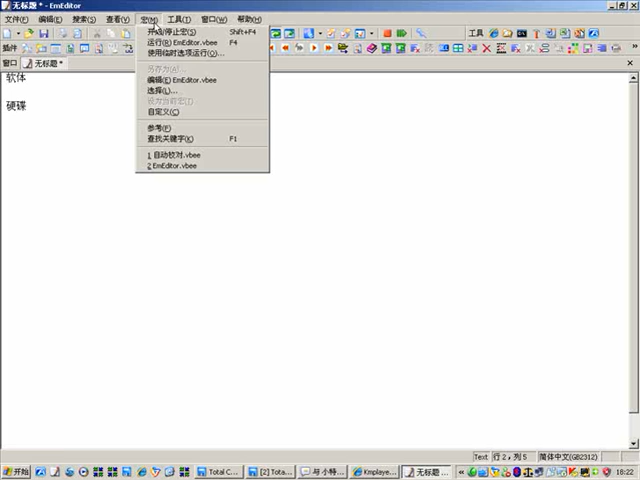 无标题 * - EmEditor
文件(F) 编辑(E) 搜索(S) 查看(V) 宏(M) 工具(T) 窗口(W) 帮助(H)
工具
插件
窗口 无标题 *
开始/停止宏(S) Shift+F4
运行(R) EmEditor.vbee F4
使用临时选项运行(O)...
另存为(A)...
编辑(E) EmEditor.vbee
选择(L)...
设为当前宏(T)
自定义(C)
参考(F)
查找关键字(K) F1
1 自动校对.vbee
2 EmEditor.vbee
软体
硬碟
Text 行 2, 列 5 简体中文(GB2312)
开始 Total C... [2] Tota... 与 小特... Kmplaye... 无标题 ... 18:22